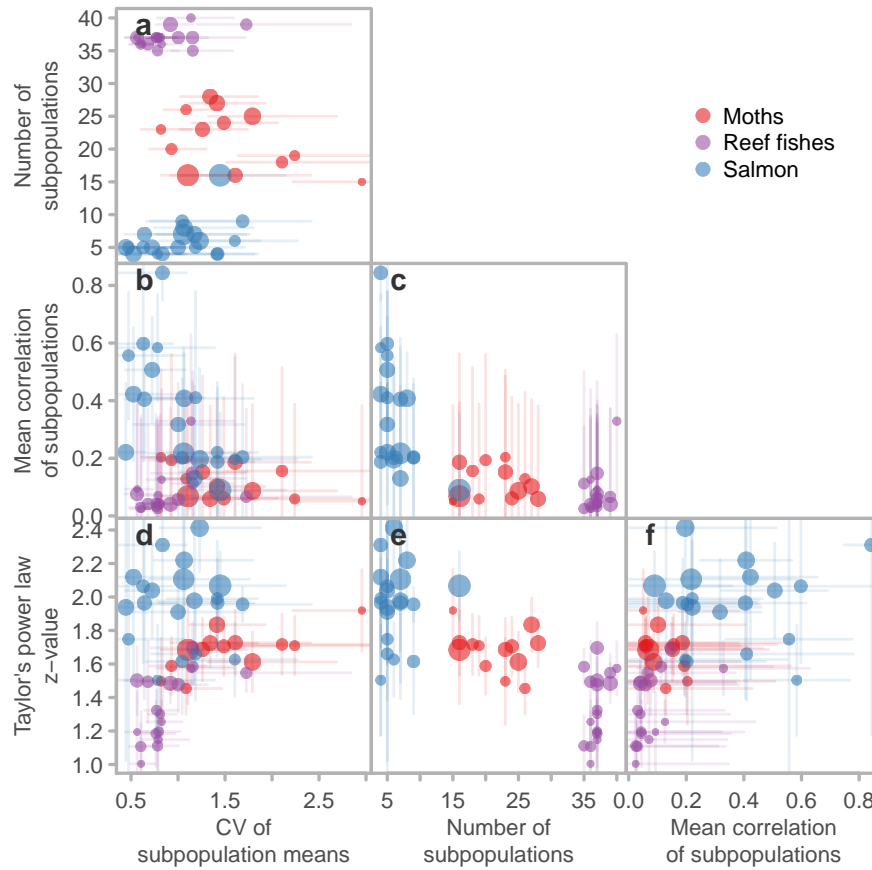 a
40
35
30
25
20
15
10
5
Number of
subpopulations
Moths
Reef fishes
Salmon
b
c
0.8
0.6
0.4
0.2
0.0
Mean correlation
of subpopulations
d
e
f
2.4
2.2
2.0
1.8
1.6
1.4
1.2
1.0
Taylor's power law
z−value
0.5 1.5 2.5
5 15 25 35
0.0 0.2 0.4 0.6 0.8
CV of
subpopulation means
Number of
subpopulations
Mean correlation
of subpopulations